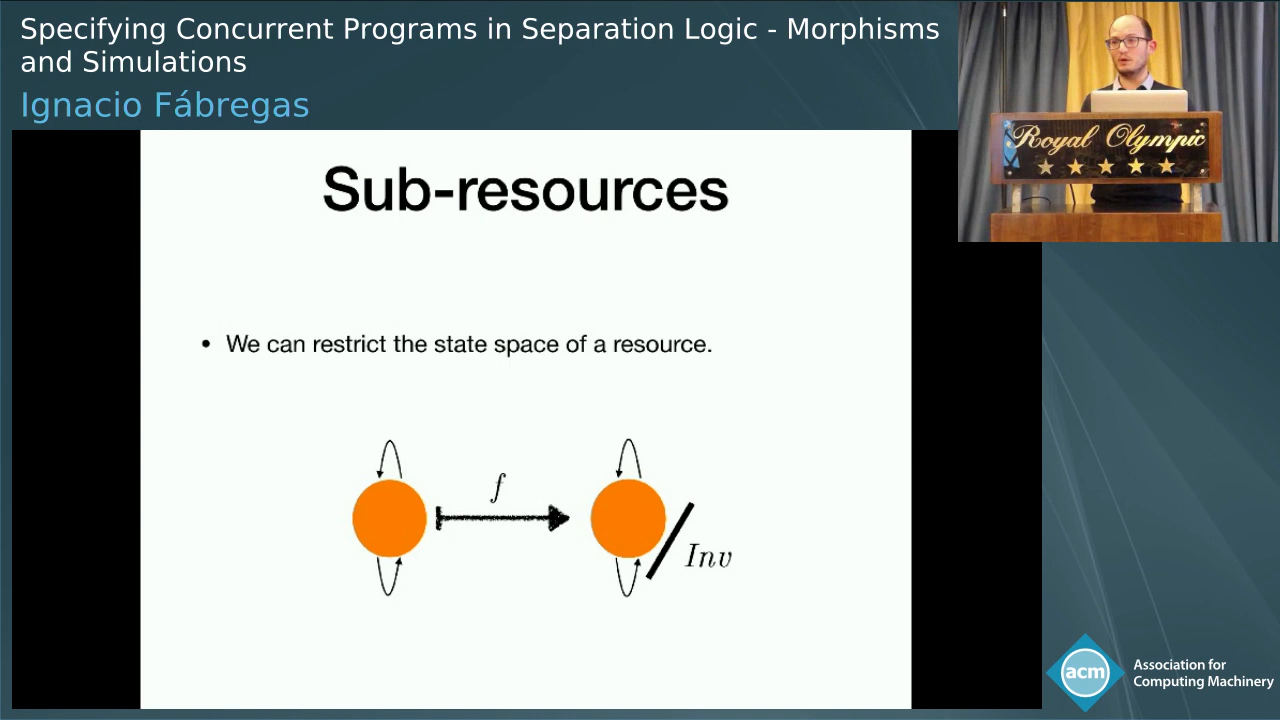 Specifying Concurrent Programs in Separation Logic - Morphisms
and Simulations
Ignacio Fábregas
Royal Olympic
Sub-resources
• We can restrict the state space of a resource.
f
Inv
acm
Association for
Computing Machinery